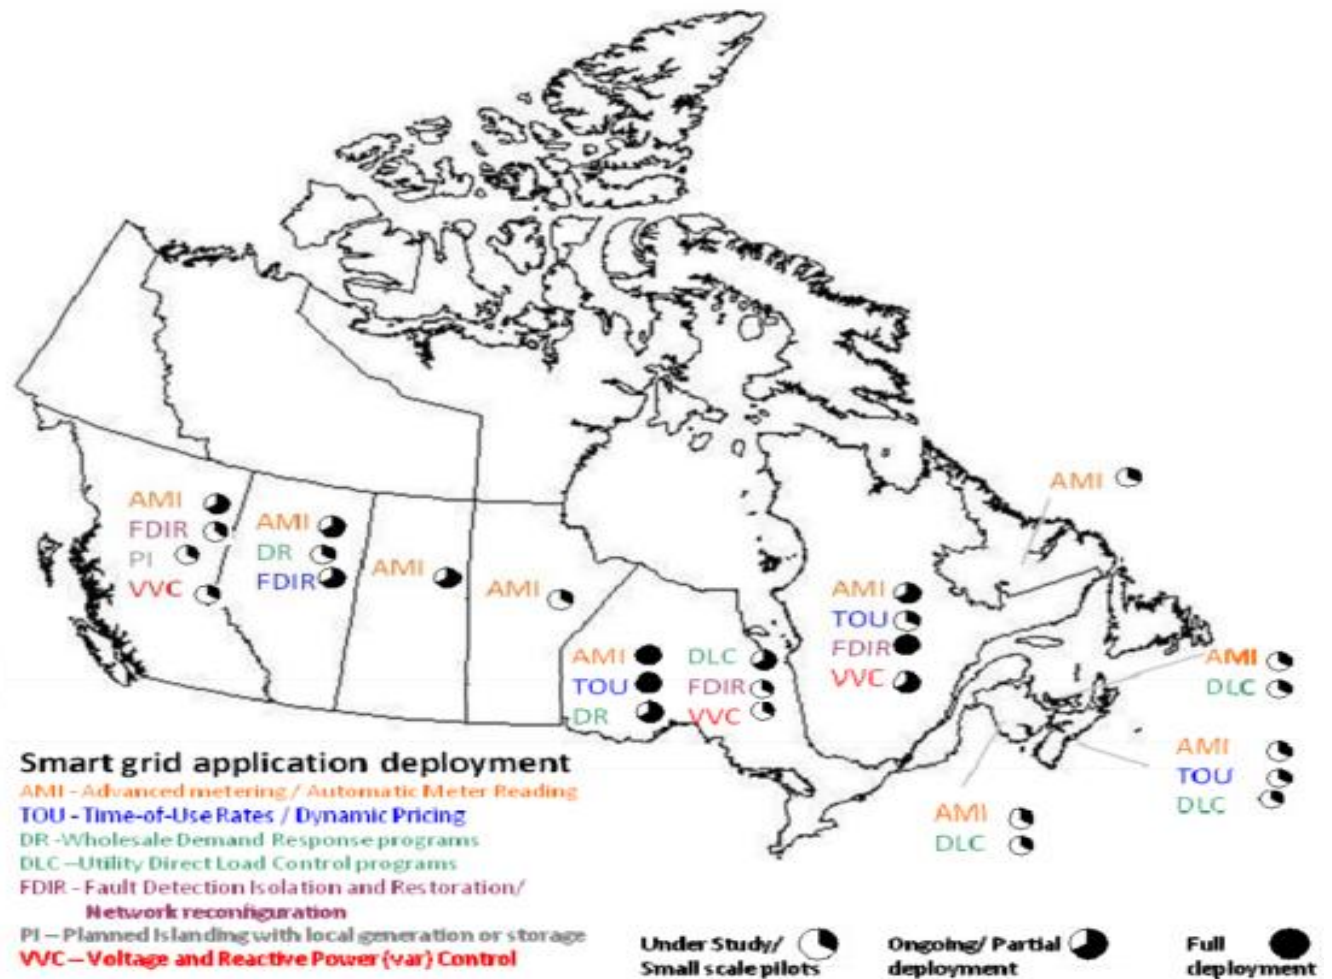 AMI
AMI
FDIR
PI
VVC
AMI
DR
FDIR
AMI
AMI
AMI
TOU
FDIR
VVC
AMI
TOU
DR
DLC
FDIR
VVC
AMI
DLC
AMI
TOU
DLC
AMI
DLC
Smart grid application deployment
AMI - Advanced metering / Automatic Meter Reading
TOU - Time-of-Use Rates / Dynamic Pricing
DR - Wholesale Demand Response programs
DLC – Utility Direct Load Control programs
FDIR - Fault Detection Isolation and Restoration/
Network reconfiguration
PI – Planned Islanding with local generation or storage
VVC – Voltage and Reactive Power (var) Control
Under Study/
Small scale pilots
Ongoing/ Partial
deployment
Full
deployment